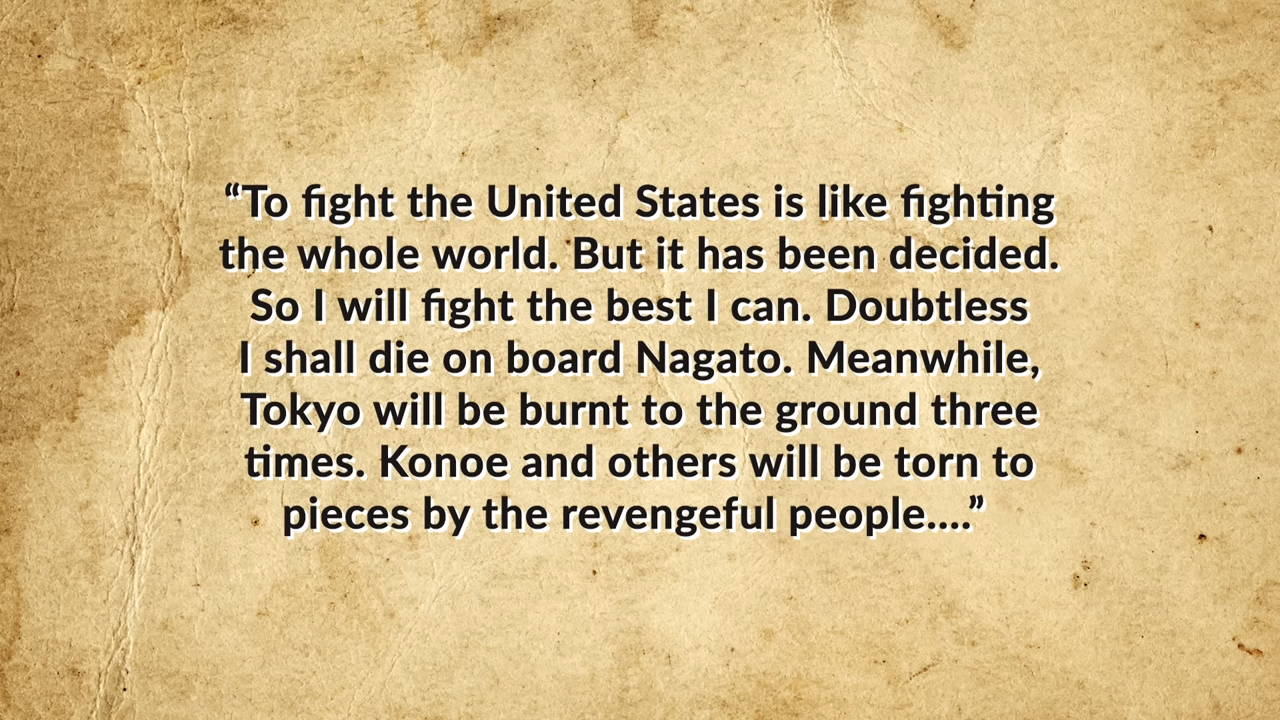 “To fight the United States is like fighting
the whole world. But it has been decided.
So I will fight the best I can. Doubtless
I shall die on board Nagato. Meanwhile,
Tokyo will be burnt to the ground three
times. Konoe and others will be torn to
pieces by the revengeful people....”